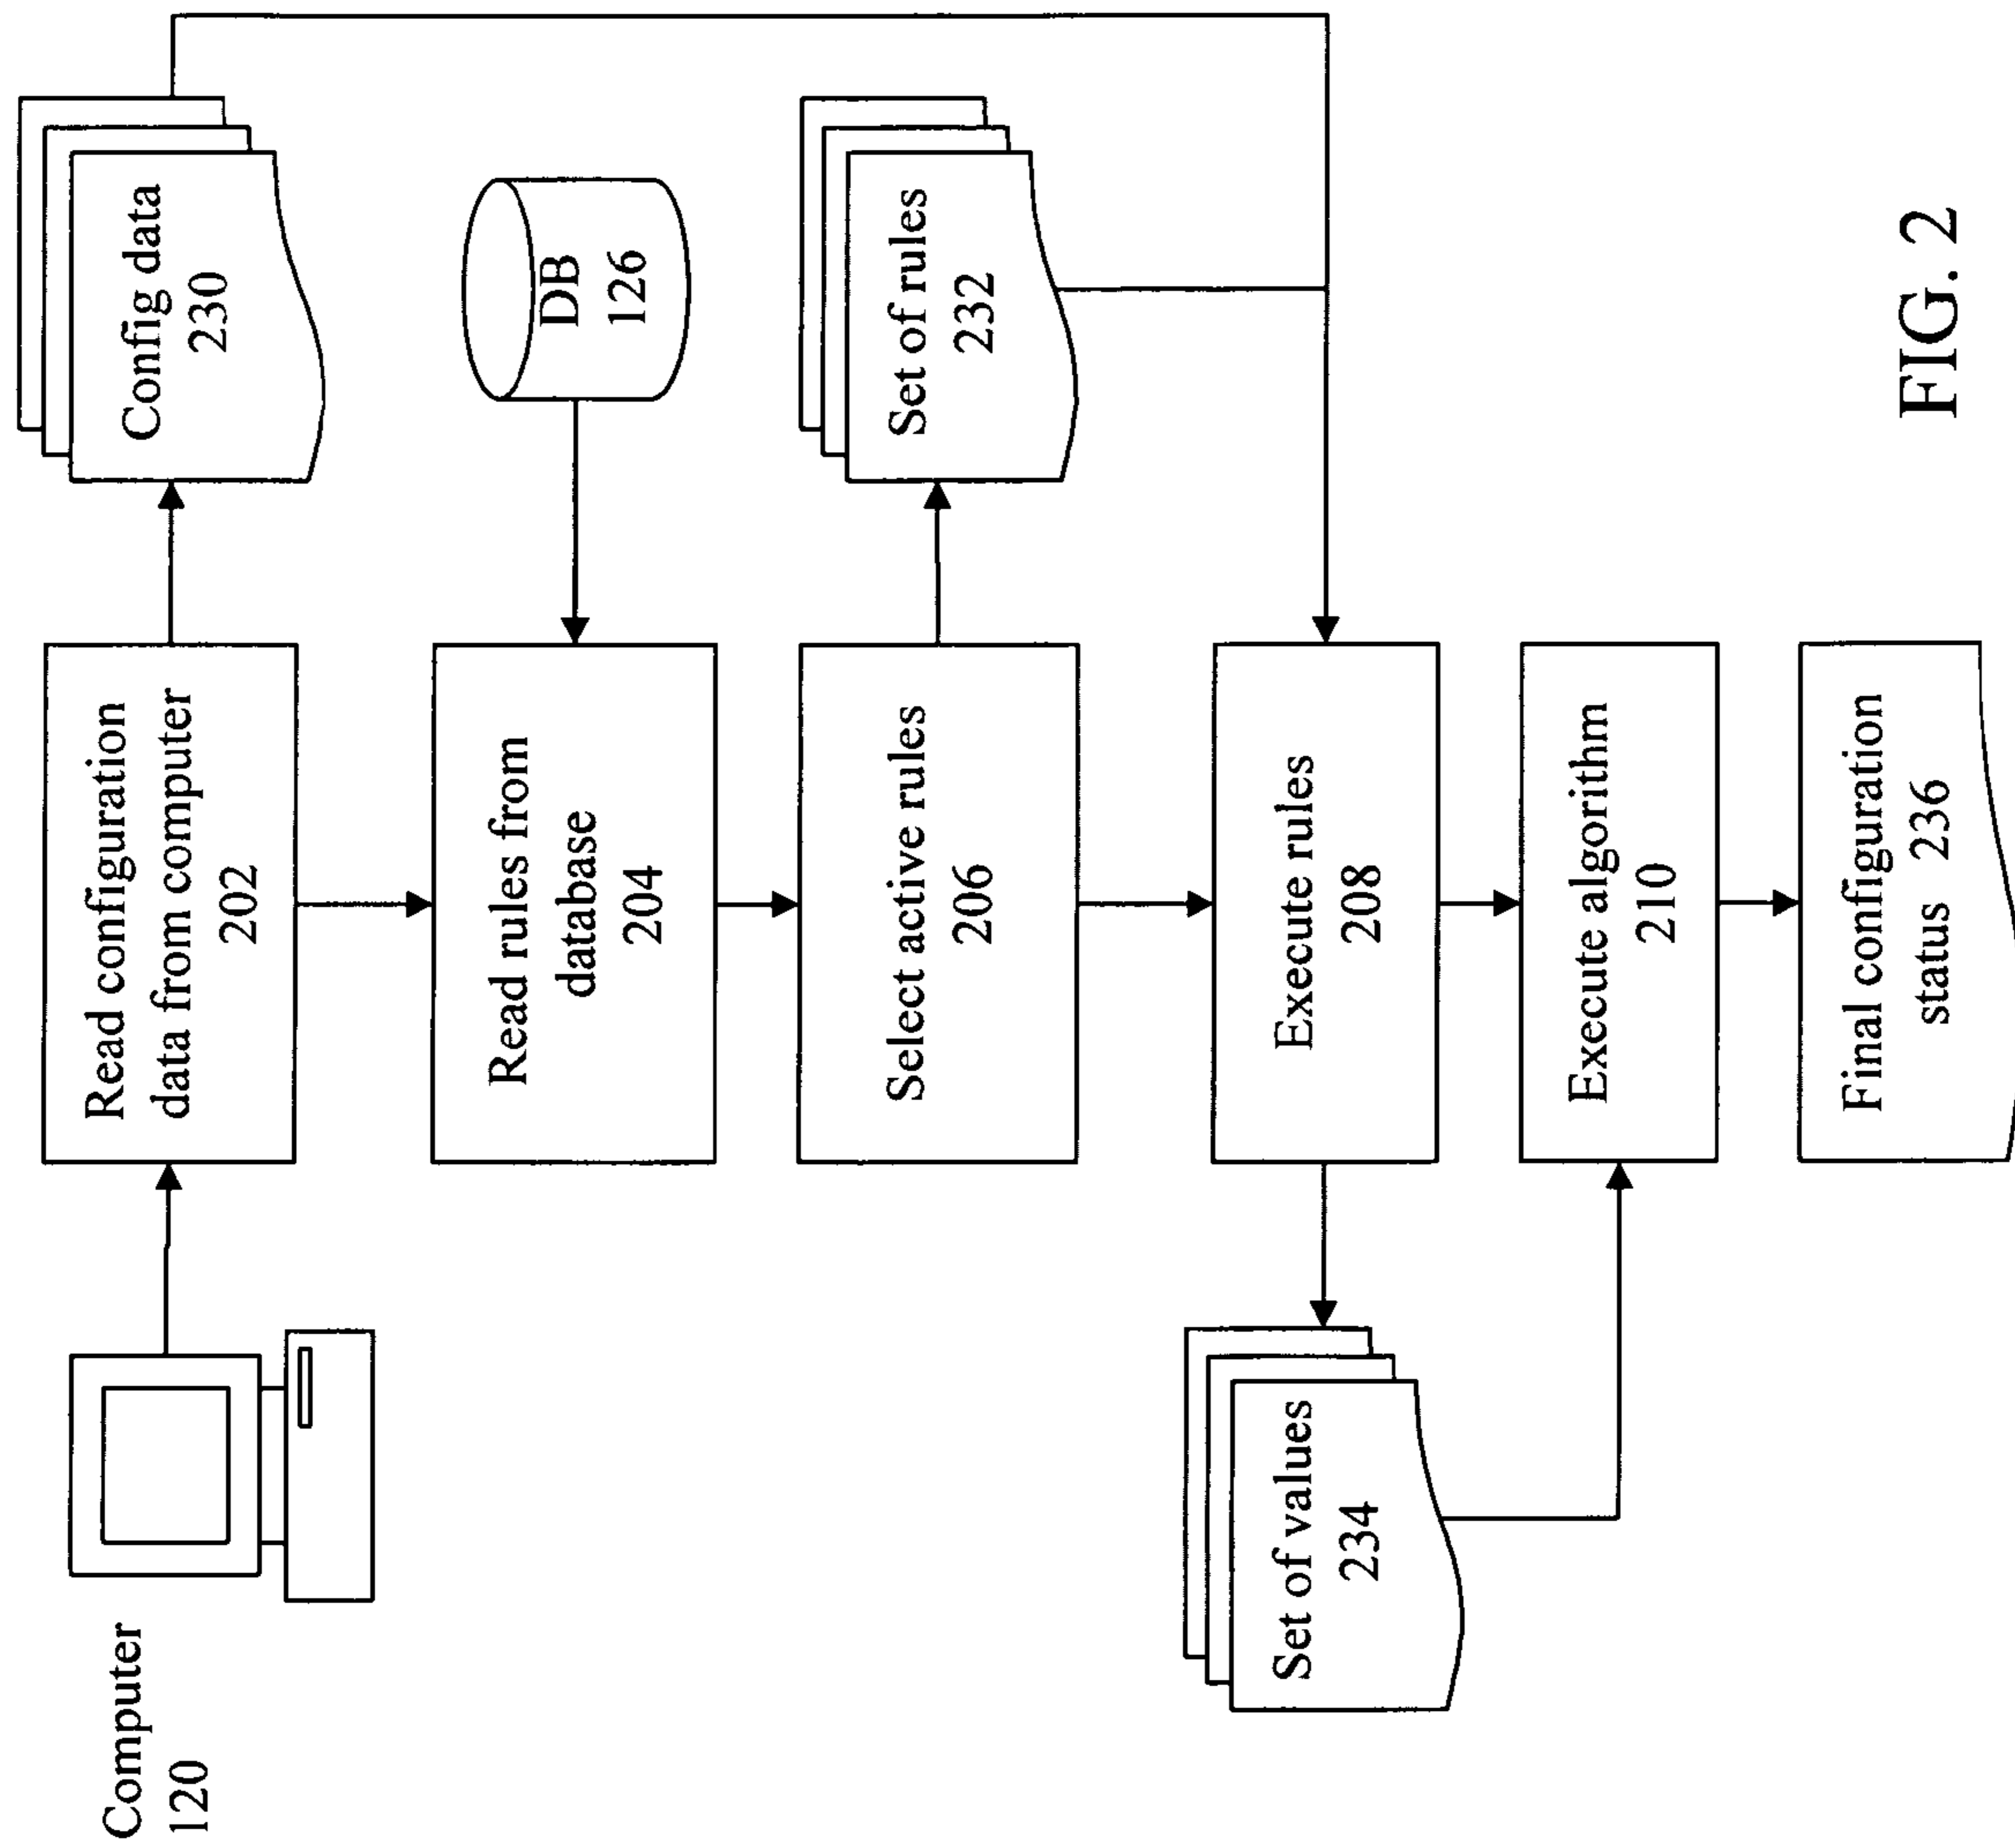 Computer
120
Read configuration
data from computer
202
Config data
230
Read rules from
database
204
DB
126
Select active rules
206
Set of rules
232
Execute rules
208
Set of values
234
Execute algorithm
210
Final configuration
status 236
FIG. 2